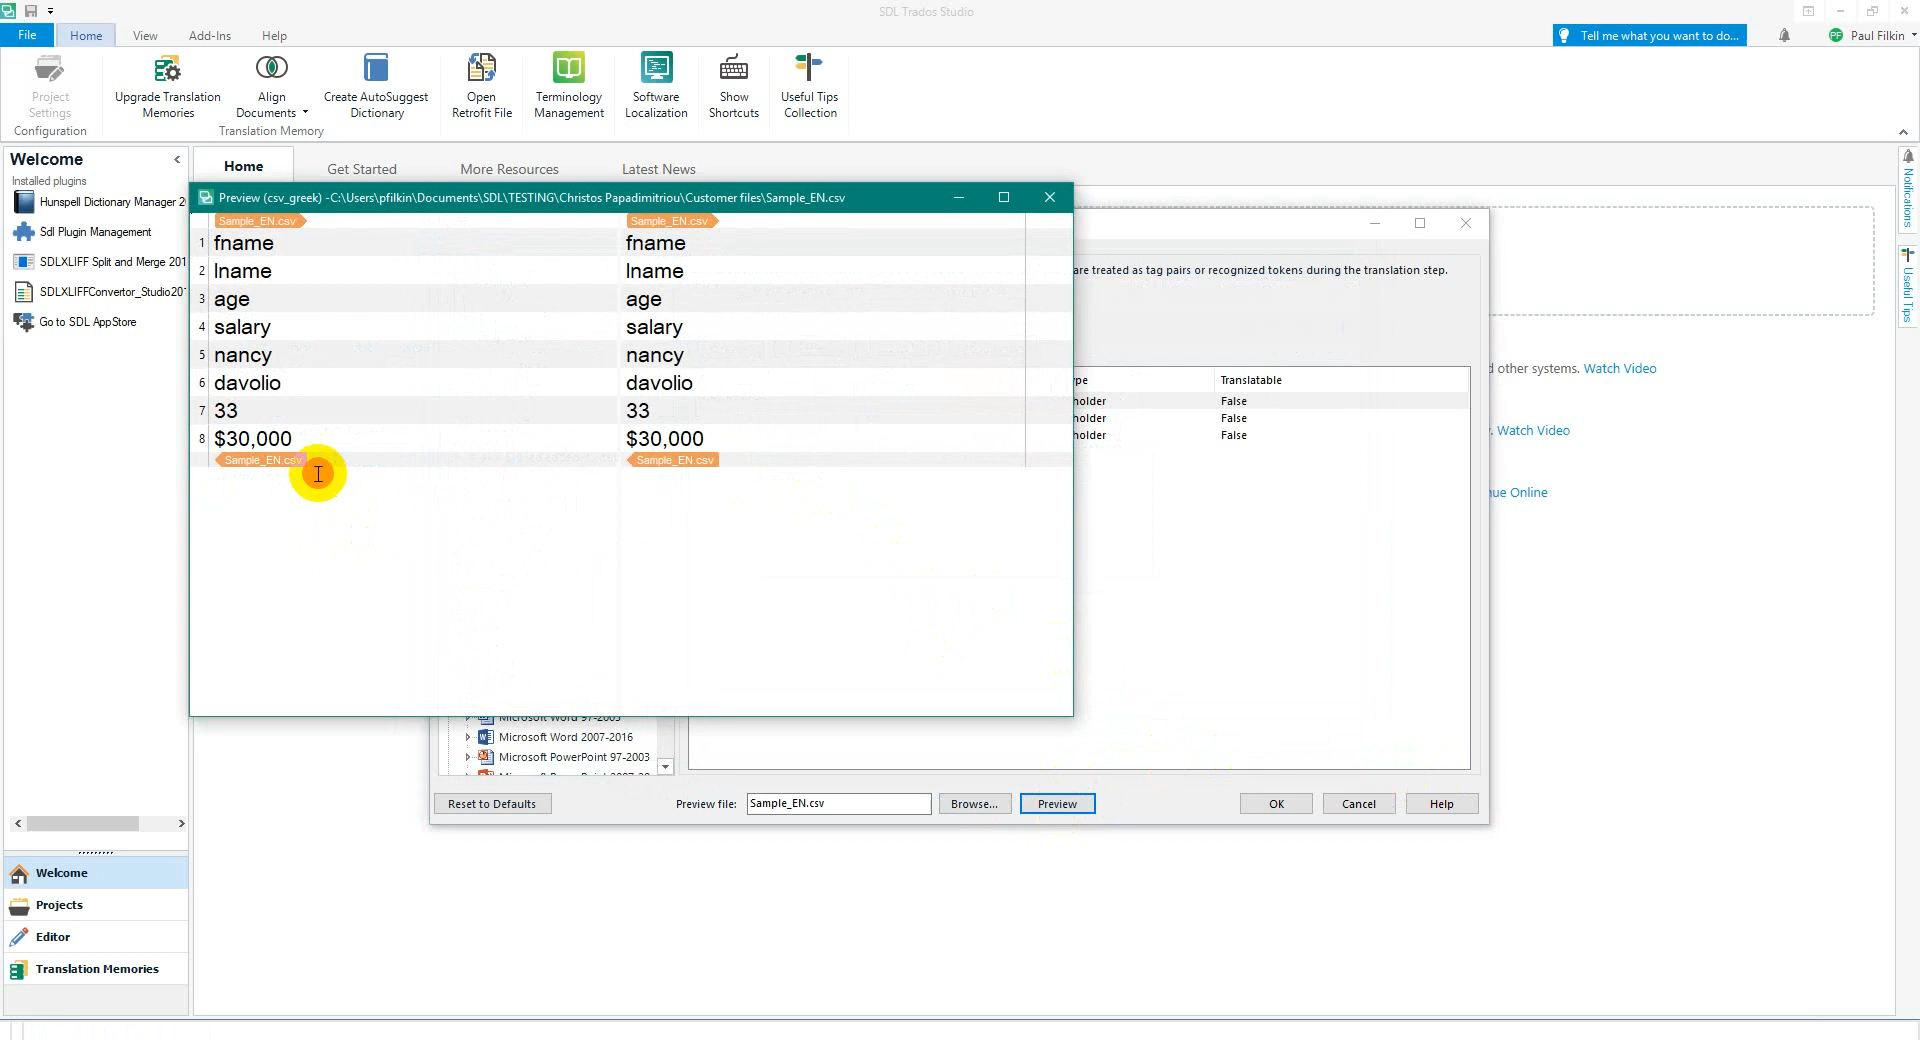 SDL Trados Studio
File
Home
View
Add-Ins
Help
Tell me what you want to do...
PF
Paul Filkin
Project
Settings
Configuration
Upgrade Translation
Memories
Align
Documents
Create AutoSuggest
Dictionary
Translation Memory
Open
Retrofit File
Terminology
Management
Software
Localization
Show
Shortcuts
Useful Tips
Collection
Welcome
Installed plugins
Hunspell Dictionary Manager 2
Sdl Plugin Management
SDLXLIFF Split and Merge 201
SDLXLIFFConvertor_Studio20
Go to SDL AppStore
Home
Get Started
More Resources
Latest News
Notifications
Useful Tips
Preview (csv_greek) -C:\Users\pfilkin\Documents\SDL\TESTING\Christos Papadimitriou\Customer files\Sample_EN.csv
Sample_EN.csv Sample_EN.csv
1 fname fname
2 lname lname
3 age age
4 salary salary
5 nancy nancy
6 davolio davolio
7 33 33
8 $30,000 $30,000
Sample_EN.csv Sample_EN.csv
are treated as tag pairs or recognized tokens during the translation step.
ype Translatable
holder False
holder False
holder False
d other systems. Watch Video
. Watch Video
nue Online
Microsoft Word 97-2003
Microsoft Word 2007-2016
Microsoft PowerPoint 97-2003
Reset to Defaults
Preview file:
Sample_EN.csv
Browse...
Preview
OK
Cancel
Help
Welcome
Projects
Editor
Translation Memories